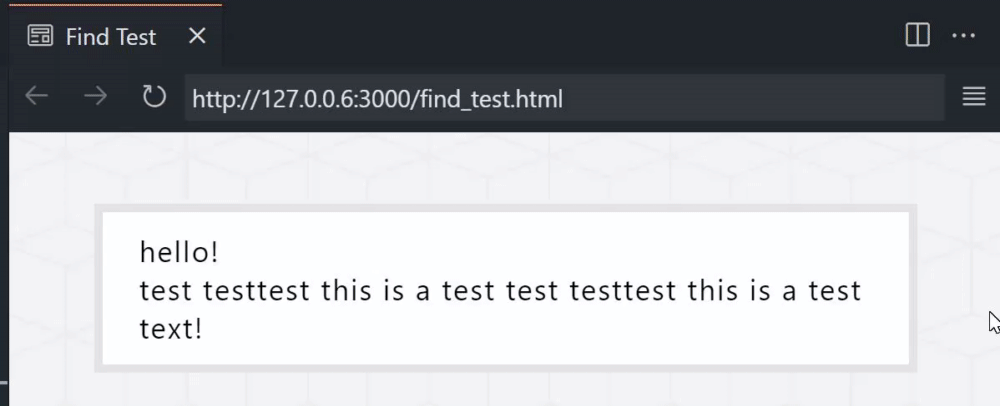 Find Test
http://127.0.0.6:3000/find_test.html
hello!
test testtest this is a test test testtest this is a test
text!